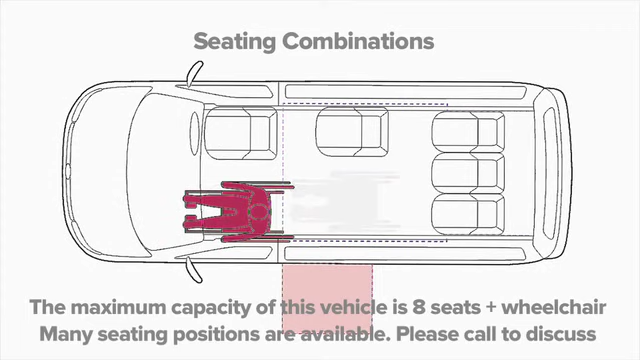 Seating Combinations
The maximum capacity of this vehicle is 8 seats + wheelchair
Many seating positions are available. Please call to discuss